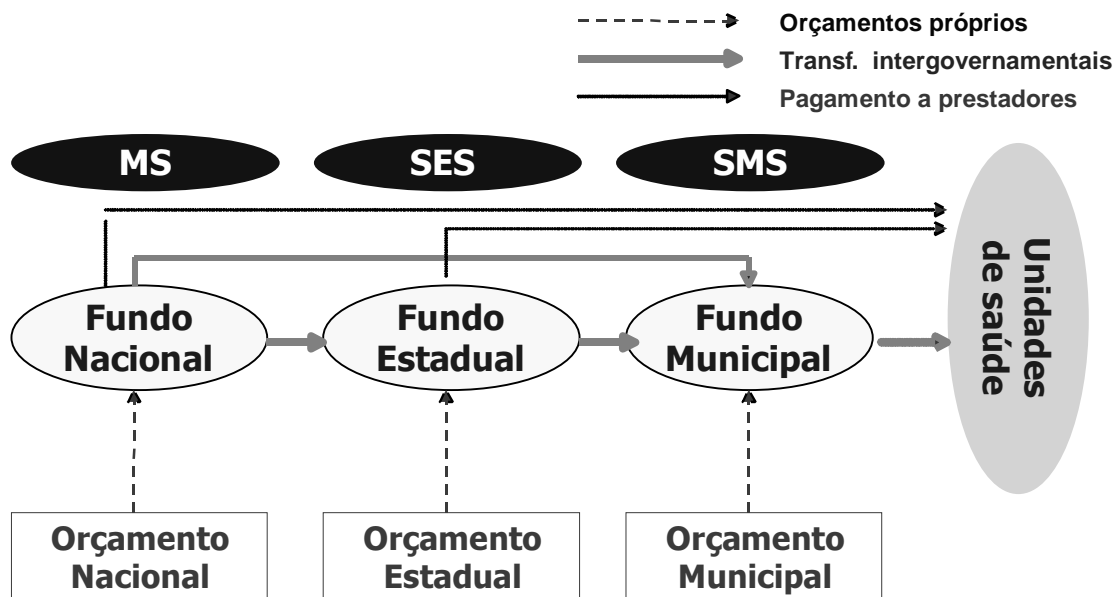 Orçamentos próprios
Transf. intergovernamentais
Pagamento a prestadores
MS
SES
SMS
Fundo
Nacional
Fundo
Estadual
Fundo
Municipal
Unidades
de saúde
Orçamento
Nacional
Orçamento
Estadual
Orçamento
Municipal